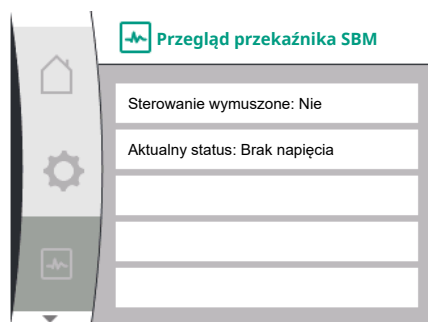 Przegląd przekaźnika SBM
Sterowanie wymuszone: Nie
Aktualny status: Brak napięcia